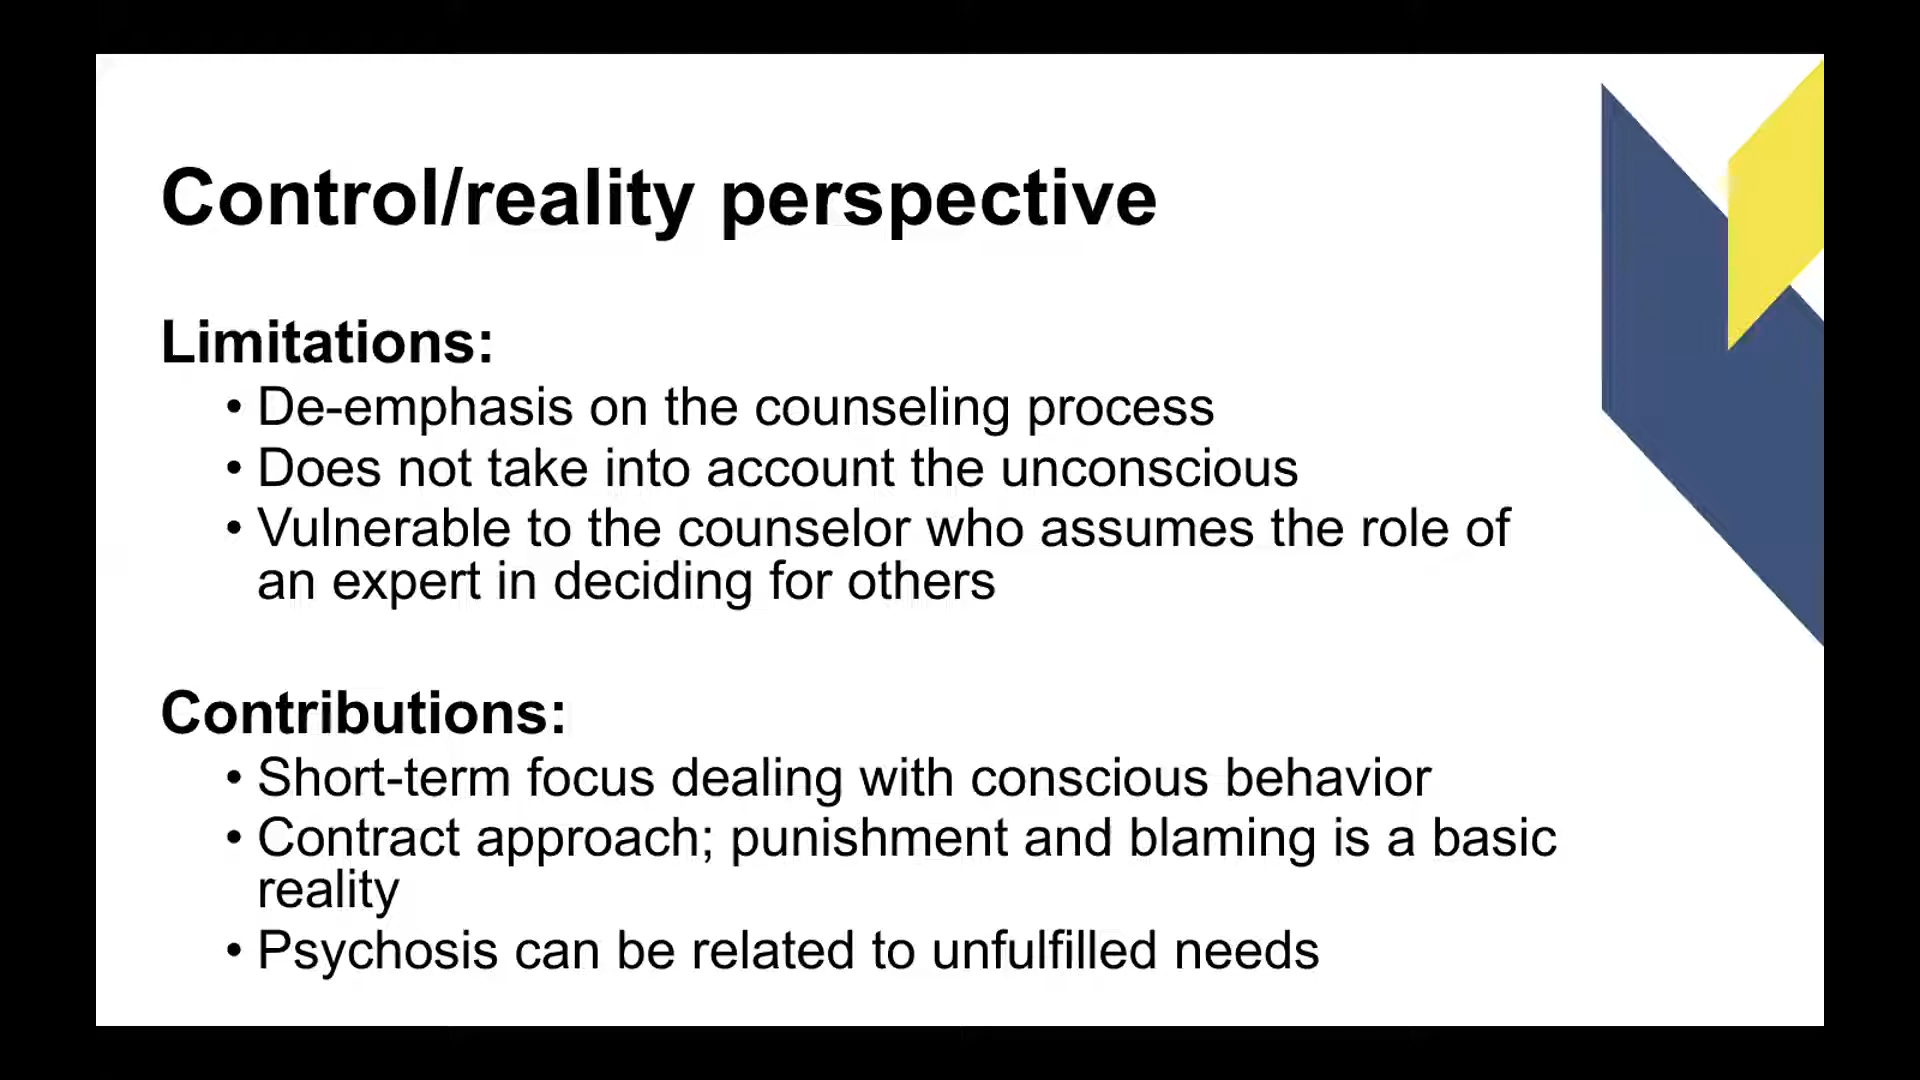 Control/reality perspective
Limitations:
• De-emphasis on the counseling process
• Does not take into account the unconscious
• Vulnerable to the counselor who assumes the role of
an expert in deciding for others
Contributions:
• Short-term focus dealing with conscious behavior
• Contract approach; punishment and blaming is a basic
reality
• Psychosis can be related to unfulfilled needs